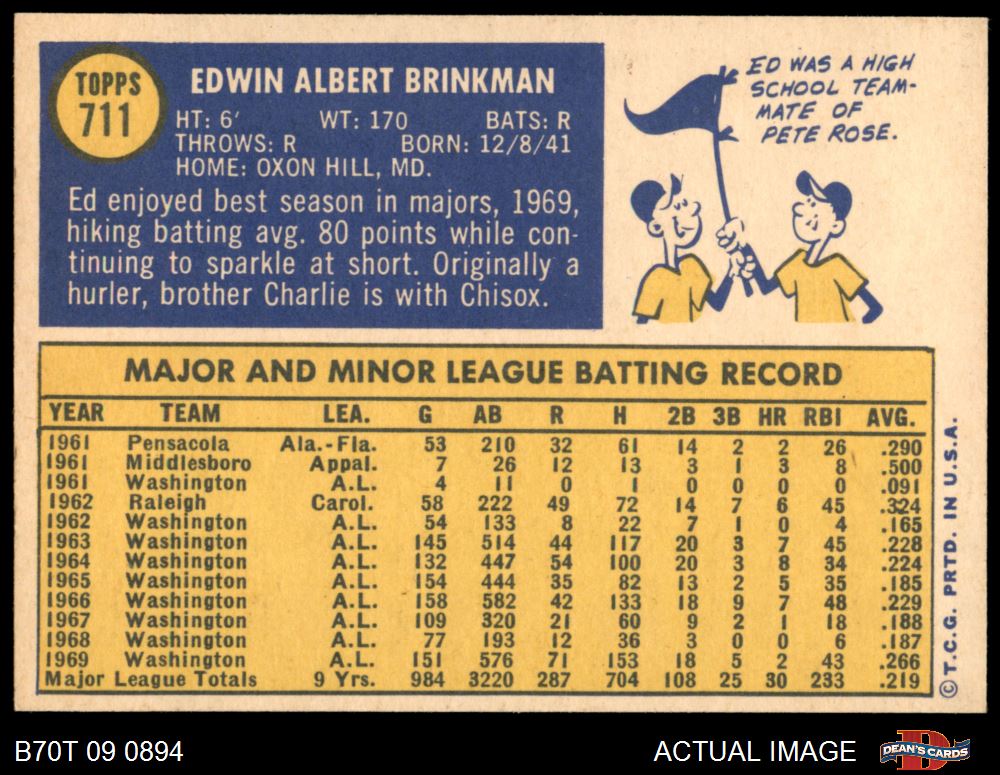 TOPPS
711
EDWIN ALBERT BRINKMAN
HT: 6' WT: 170 BATS: R
THROWS: R BORN: 12/8/41
HOME: OXON HILL, MD.
Ed enjoyed best season in majors, 1969,
hiking batting avg. 80 points while con-
tinuing to sparkle at short. Originally a
hurler, brother Charlie is with Chisox.
ED WAS A HIGH
SCHOOL TEAM-
MATE OF
PETE ROSE.
MAJOR AND MINOR LEAGUE BATTING RECORD
YEAR TEAM LEA. G AB R H 2B 3B HR RBI AVG.
1961 Pensacola Ala.-Fla. 53 210 32 61 14 2 2 26 .290
1961 Middlesboro Appal. 7 26 12 13 3 1 3 8 .500
1961 Washington A.L. 4 11 0 1 0 0 0 0 .091
1962 Raleigh Carol. 58 222 49 72 14 7 6 45 .324
1962 Washington A.L. 54 133 8 22 7 1 0 4 .165
1963 Washington A.L. 145 514 44 117 20 3 7 45 .228
1964 Washington A.L. 132 447 54 100 20 3 8 34 .224
1965 Washington A.L. 154 444 35 82 13 2 5 35 .185
1966 Washington A.L. 158 582 42 133 18 9 7 48 .229
1967 Washington A.L. 109 320 21 60 9 2 1 18 .188
1968 Washington A.L. 77 193 12 36 3 0 0 6 .187
1969 Washington A.L. 151 576 71 153 18 5 2 43 .266
Major League Totals 9 Yrs. 984 3220 287 704 108 25 30 233 .219
© T.C.G. PRTD. IN U.S.A.
B70T 09 0894
ACTUAL IMAGE
DEAN'S CARDS